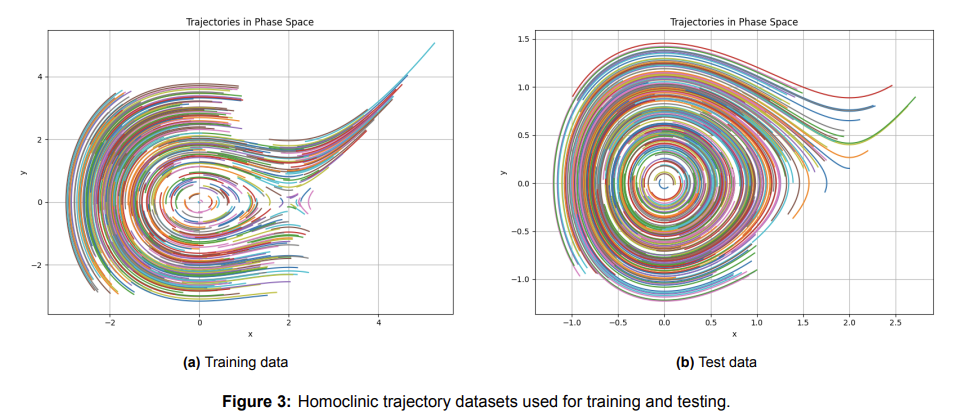 Trajectories in Phase Space
4
2
0
−2
y
−2
0
2
4
x
(a) Training data
Trajectories in Phase Space
1.5
1.0
0.5
0.0
−0.5
−1.0
y
−1.0
−0.5
0.0
0.5
1.0
1.5
2.0
2.5
x
(b) Test data
Figure 3: Homoclinic trajectory datasets used for training and testing.